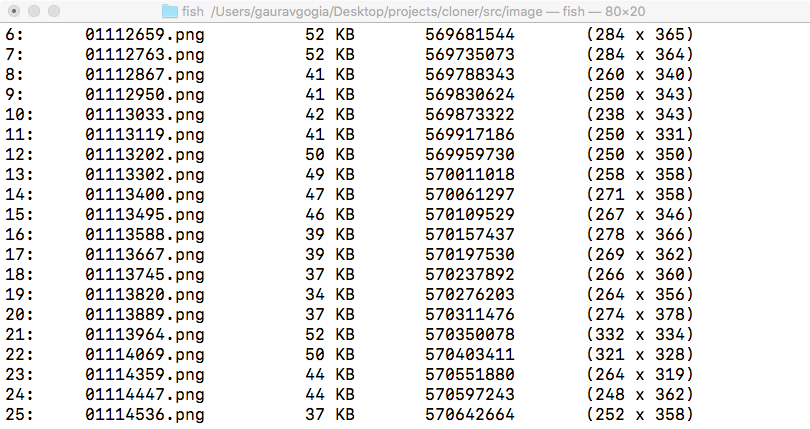 fish /Users/gauravgogia/Desktop/projects/cloner/src/image — fish — 80×20
6: 01112659.png 52 KB 569681544 (284 x 365)
7: 01112763.png 52 KB 569735073 (284 x 364)
8: 01112867.png 41 KB 569788343 (260 x 340)
9: 01112950.png 41 KB 569830624 (250 x 343)
10: 01113033.png 42 KB 569873322 (238 x 343)
11: 01113119.png 41 KB 569917186 (250 x 331)
12: 01113202.png 50 KB 569959730 (250 x 350)
13: 01113302.png 49 KB 570011018 (258 x 358)
14: 01113400.png 47 KB 570061297 (271 x 358)
15: 01113495.png 46 KB 570109529 (267 x 346)
16: 01113588.png 39 KB 570157437 (278 x 366)
17: 01113667.png 39 KB 570197530 (269 x 362)
18: 01113745.png 37 KB 570237892 (266 x 360)
19: 01113820.png 34 KB 570276203 (264 x 356)
20: 01113889.png 37 KB 570311476 (274 x 378)
21: 01113964.png 52 KB 570350078 (332 x 334)
22: 01114069.png 50 KB 570403411 (321 x 328)
23: 01114359.png 44 KB 570551880 (264 x 319)
24: 01114447.png 44 KB 570597243 (248 x 362)
25: 01114536.png 37 KB 570642664 (252 x 358)